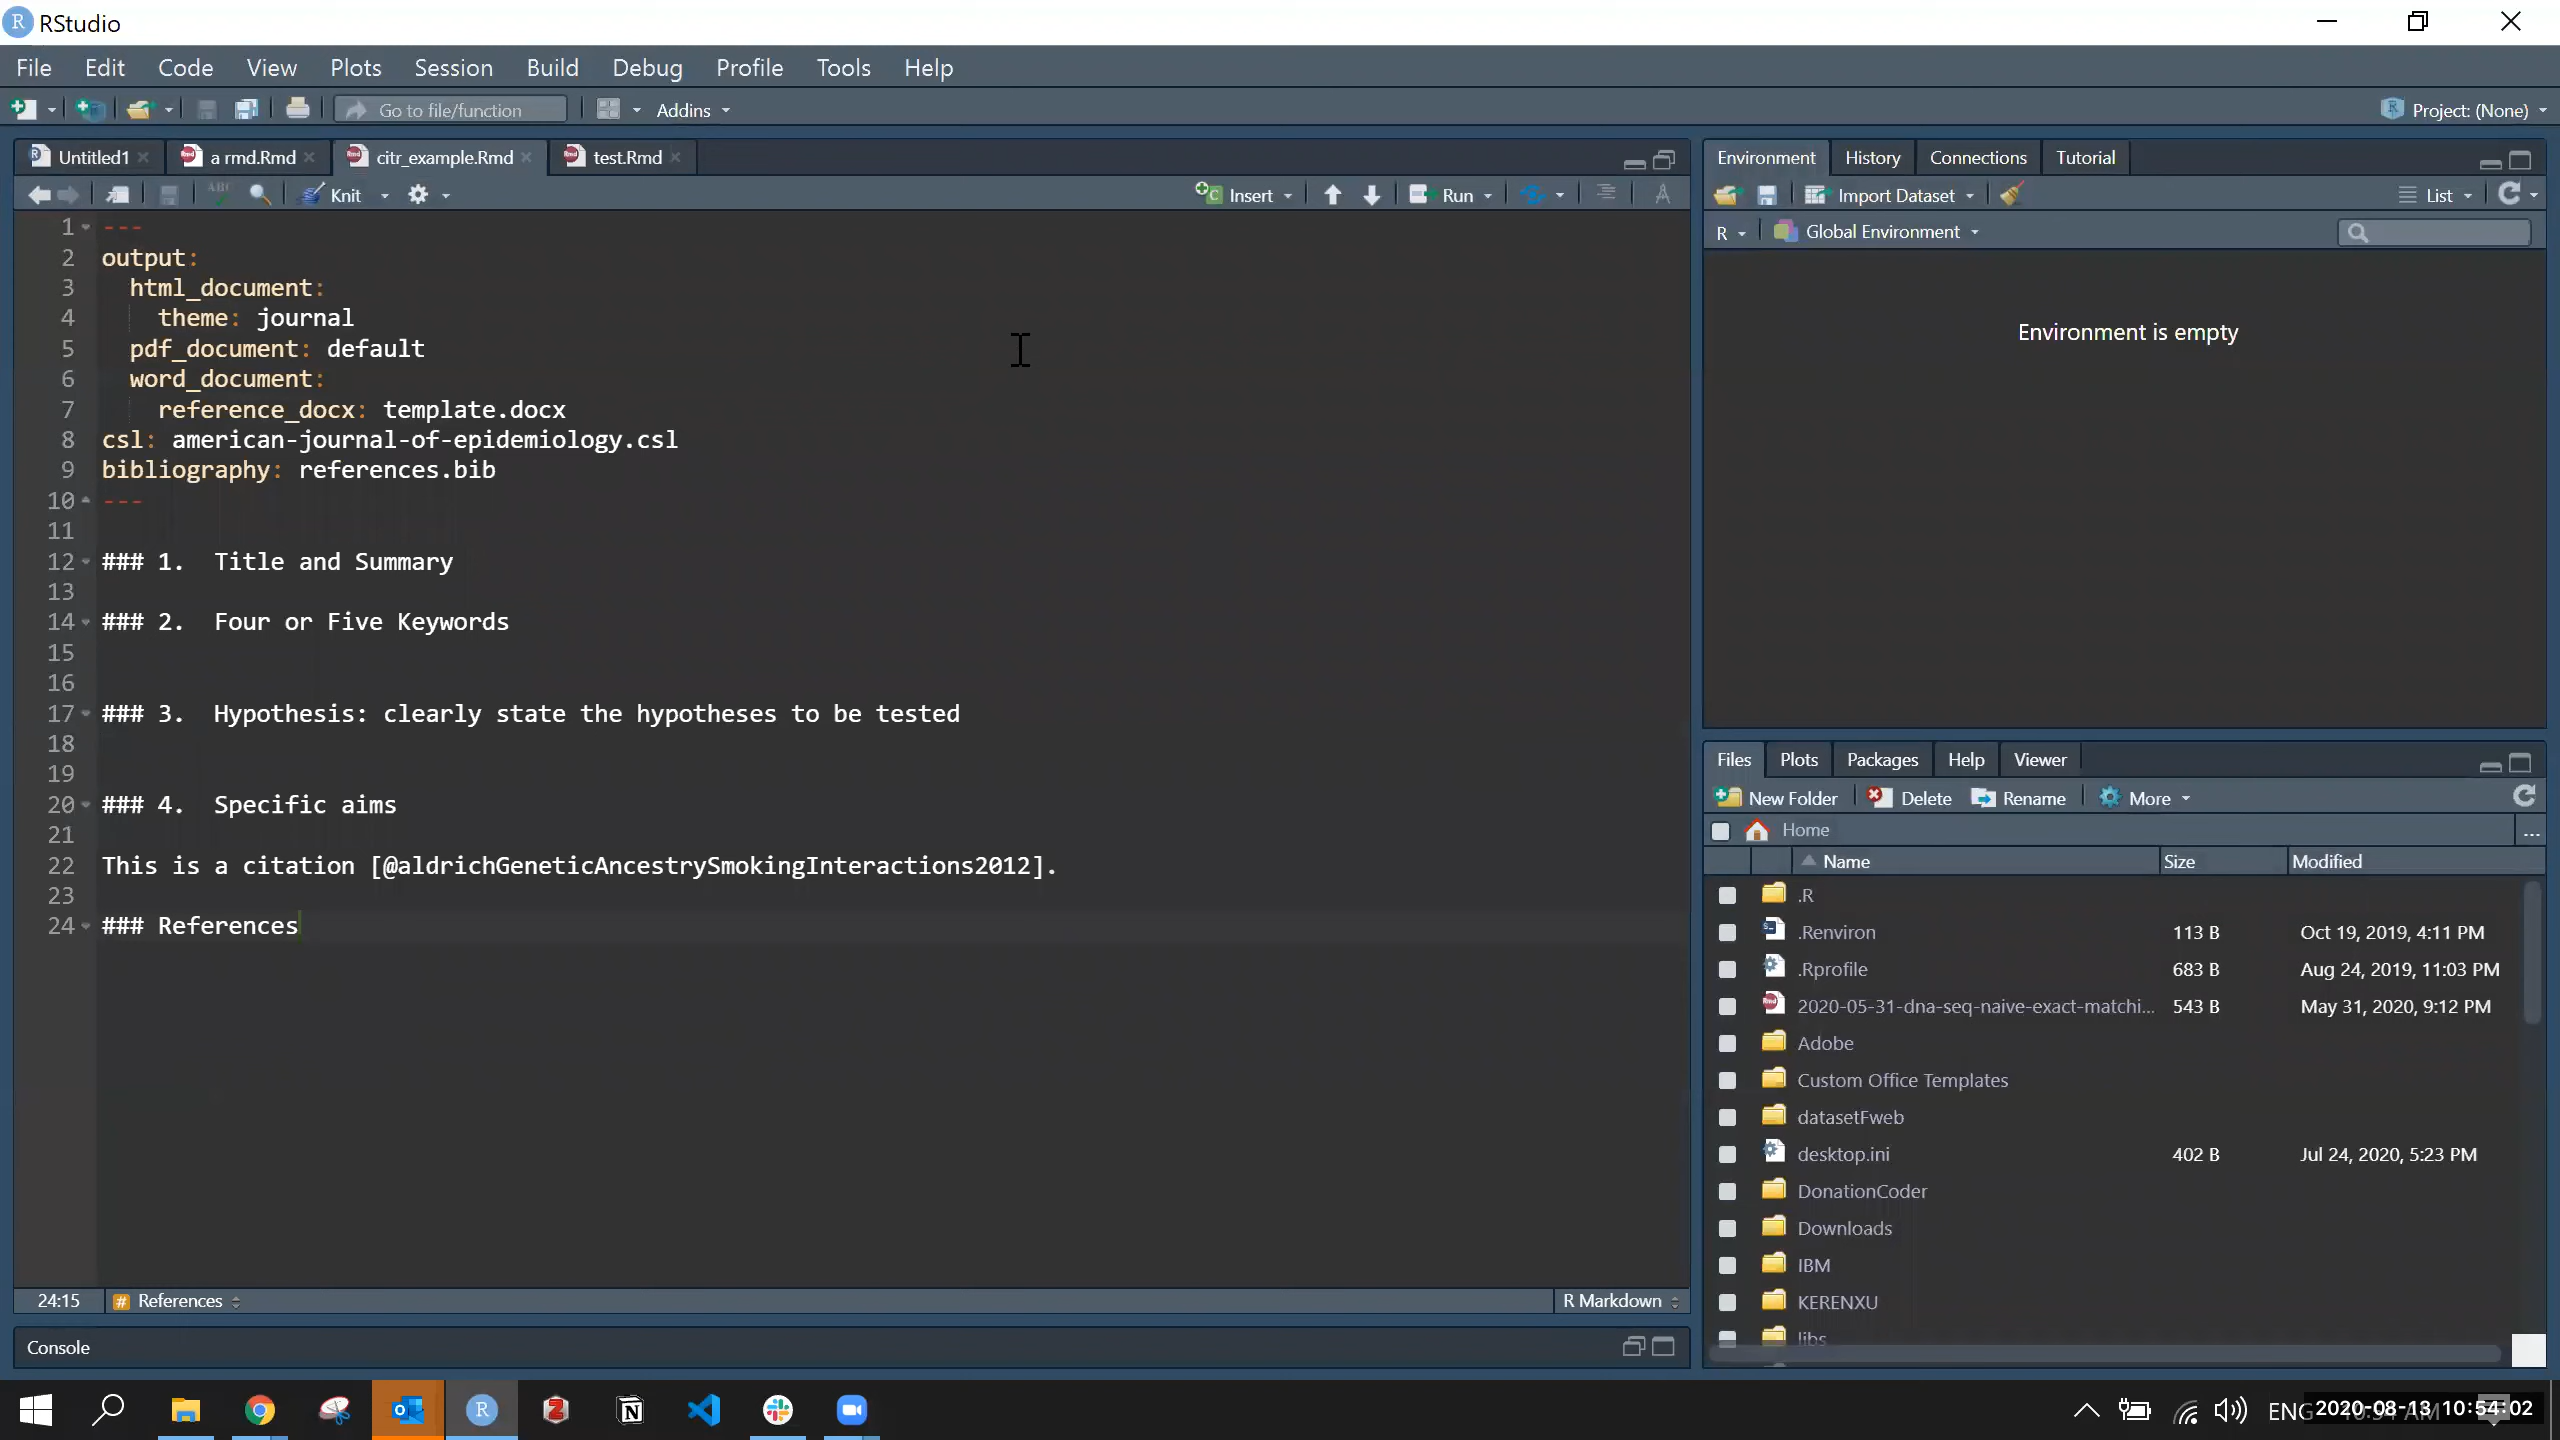 RStudio
File Edit Code View Plots Session Build Debug Profile Tools Help
Go to file/function Addins Project: (None)
Untitled1 a rmd.Rmd citr_example.Rmd test.Rmd
ABC Knit Insert Run
1 ---
2 output:
3 html_document:
4 theme: journal
5 pdf_document: default
6 word_document:
7 reference_docx: template.docx
8 csl: american-journal-of-epidemiology.csl
9 bibliography: references.bib
10 ---
11
12 ### 1. Title and Summary
13
14 ### 2. Four or Five Keywords
15
16
17 ### 3. Hypothesis: clearly state the hypotheses to be tested
18
19
20 ### 4. Specific aims
21
22 This is a citation [@aldrichGeneticAncestrySmokingInteractions2012].
23
24 ### References
24:15 # References R Markdown
Console
Environment History Connections Tutorial
Import Dataset List
R Global Environment
Environment is empty
Files Plots Packages Help Viewer
New Folder Delete Rename More
Home ...
Name Size Modified
.R
.Renviron 113 B Oct 19, 2019, 4:11 PM
.Rprofile 683 B Aug 24, 2019, 11:03 PM
2020-05-31-dna-seq-naive-exact-matchi... 543 B May 31, 2020, 9:12 PM
Adobe
Custom Office Templates
datasetFweb
desktop.ini 402 B Jul 24, 2020, 5:23 PM
DonationCoder
Downloads
IBM
KERENXU
libs
ENG 2020-08-13 10:54:02